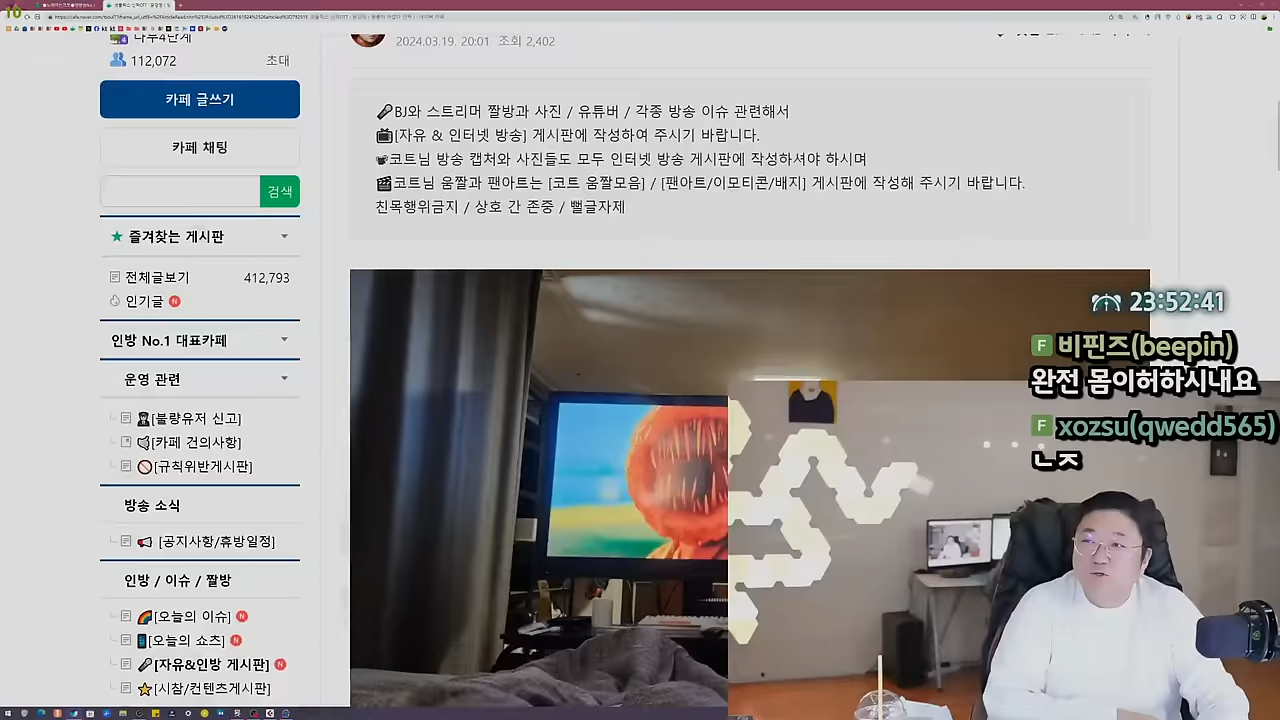 나무4단계
2024.03.19. 20:01 조회 2,402
112,072 초대
카페 글쓰기
카페 채팅
검색
즐겨찾는 게시판
전체글보기 412,793
인기글 N
인방 No.1 대표카페
운영 관련
[불량유저 신고]
[카페 건의사항]
[규칙위반게시판]
방송 소식
[공지사항/휴방일정]
인방 / 이슈 / 짤방
[오늘의 이슈] N
[오늘의 쇼츠] N
[자유&인방 게시판] N
[시참/컨텐츠게시판]
BJ와 스트리머 짤방과 사진 / 유튜버 / 각종 방송 이슈 관련해서
[자유 & 인터넷 방송] 게시판에 작성하여 주시기 바랍니다.
코트님 방송 캡처와 사진들도 모두 인터넷 방송 게시판에 작성하셔야 하시며
코트님 움짤과 팬아트는 [코트 움짤모음] / [팬아트/이모티콘/배지] 게시판에 작성해 주시기 바랍니다.
친목행위금지 / 상호 간 존중 / 뻘글자제
23:52:41
F 비핀즈(beepin)
완전 몸이허하시내요
F xozsu(qwedd565)
ㄴㅈ